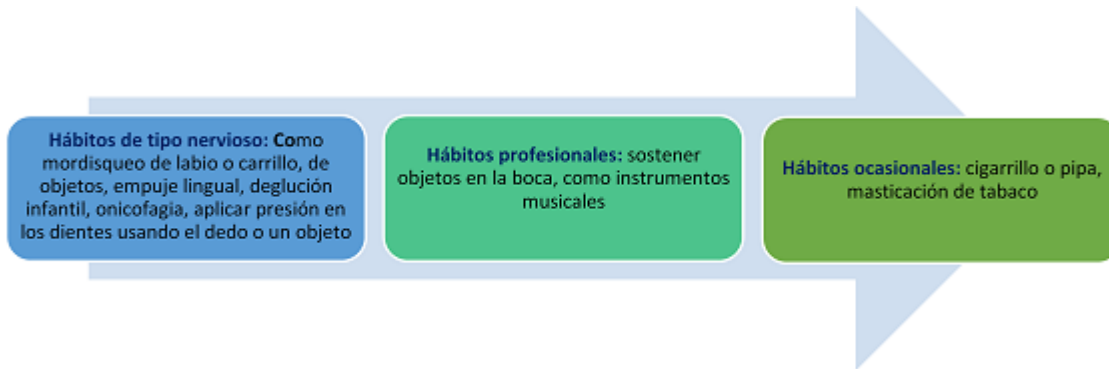 Hábitos de tipo nervioso: Como
mordisqueo de labio o carrillo, de
objetos, empuje lingual, deglución
infantil, onicofagia, aplicar presión en
los dientes usando el dedo o un objeto
Hábitos profesionales: sostener
objetos en la boca, como instrumentos
musicales
Hábitos ocasionales: cigarrillo o pipa,
masticación de tabaco